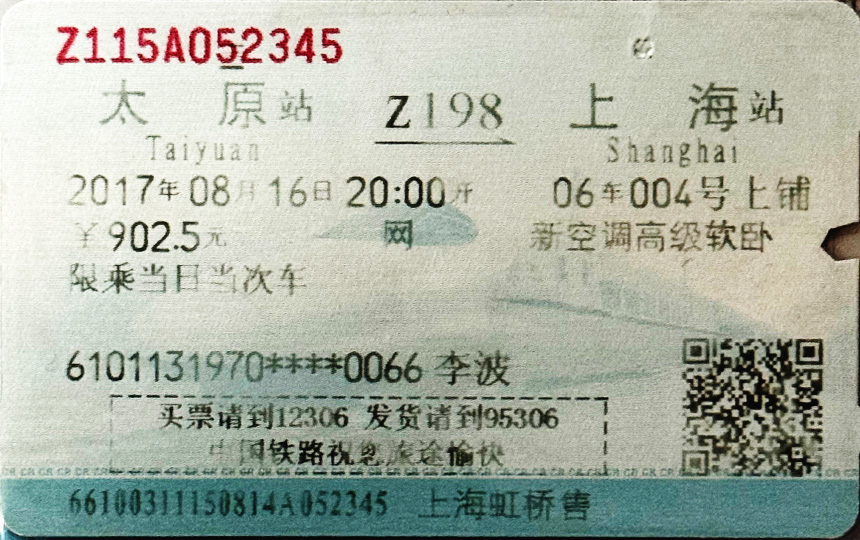 Z115A052345
太原站 Z198 上海站
Taiyuan Shanghai
2017年08月16日20:00开 06车004号上铺
￥902.5元 网 新空调高级软卧
限乘当日当次车
6101131970****0066 李波
买票请到12306 发货请到95306
中国铁路祝您旅途愉快
66100311150814A052345 上海虹桥售